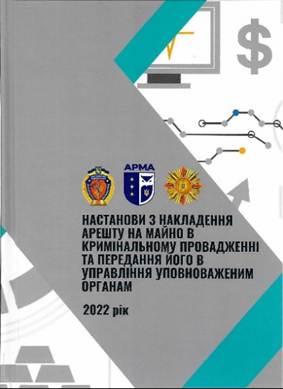 $
АРМА
НАСТАНОВИ З НАКЛАДЕННЯ
АРЕШТУ НА МАЙНО В
КРИМІНАЛЬНОМУ ПРОВАДЖЕННІ
ТА ПЕРЕДАННЯ ЙОГО В
УПРАВЛІННЯ УПОВНОВАЖЕНИМ
ОРГАНАМ
2022 рік